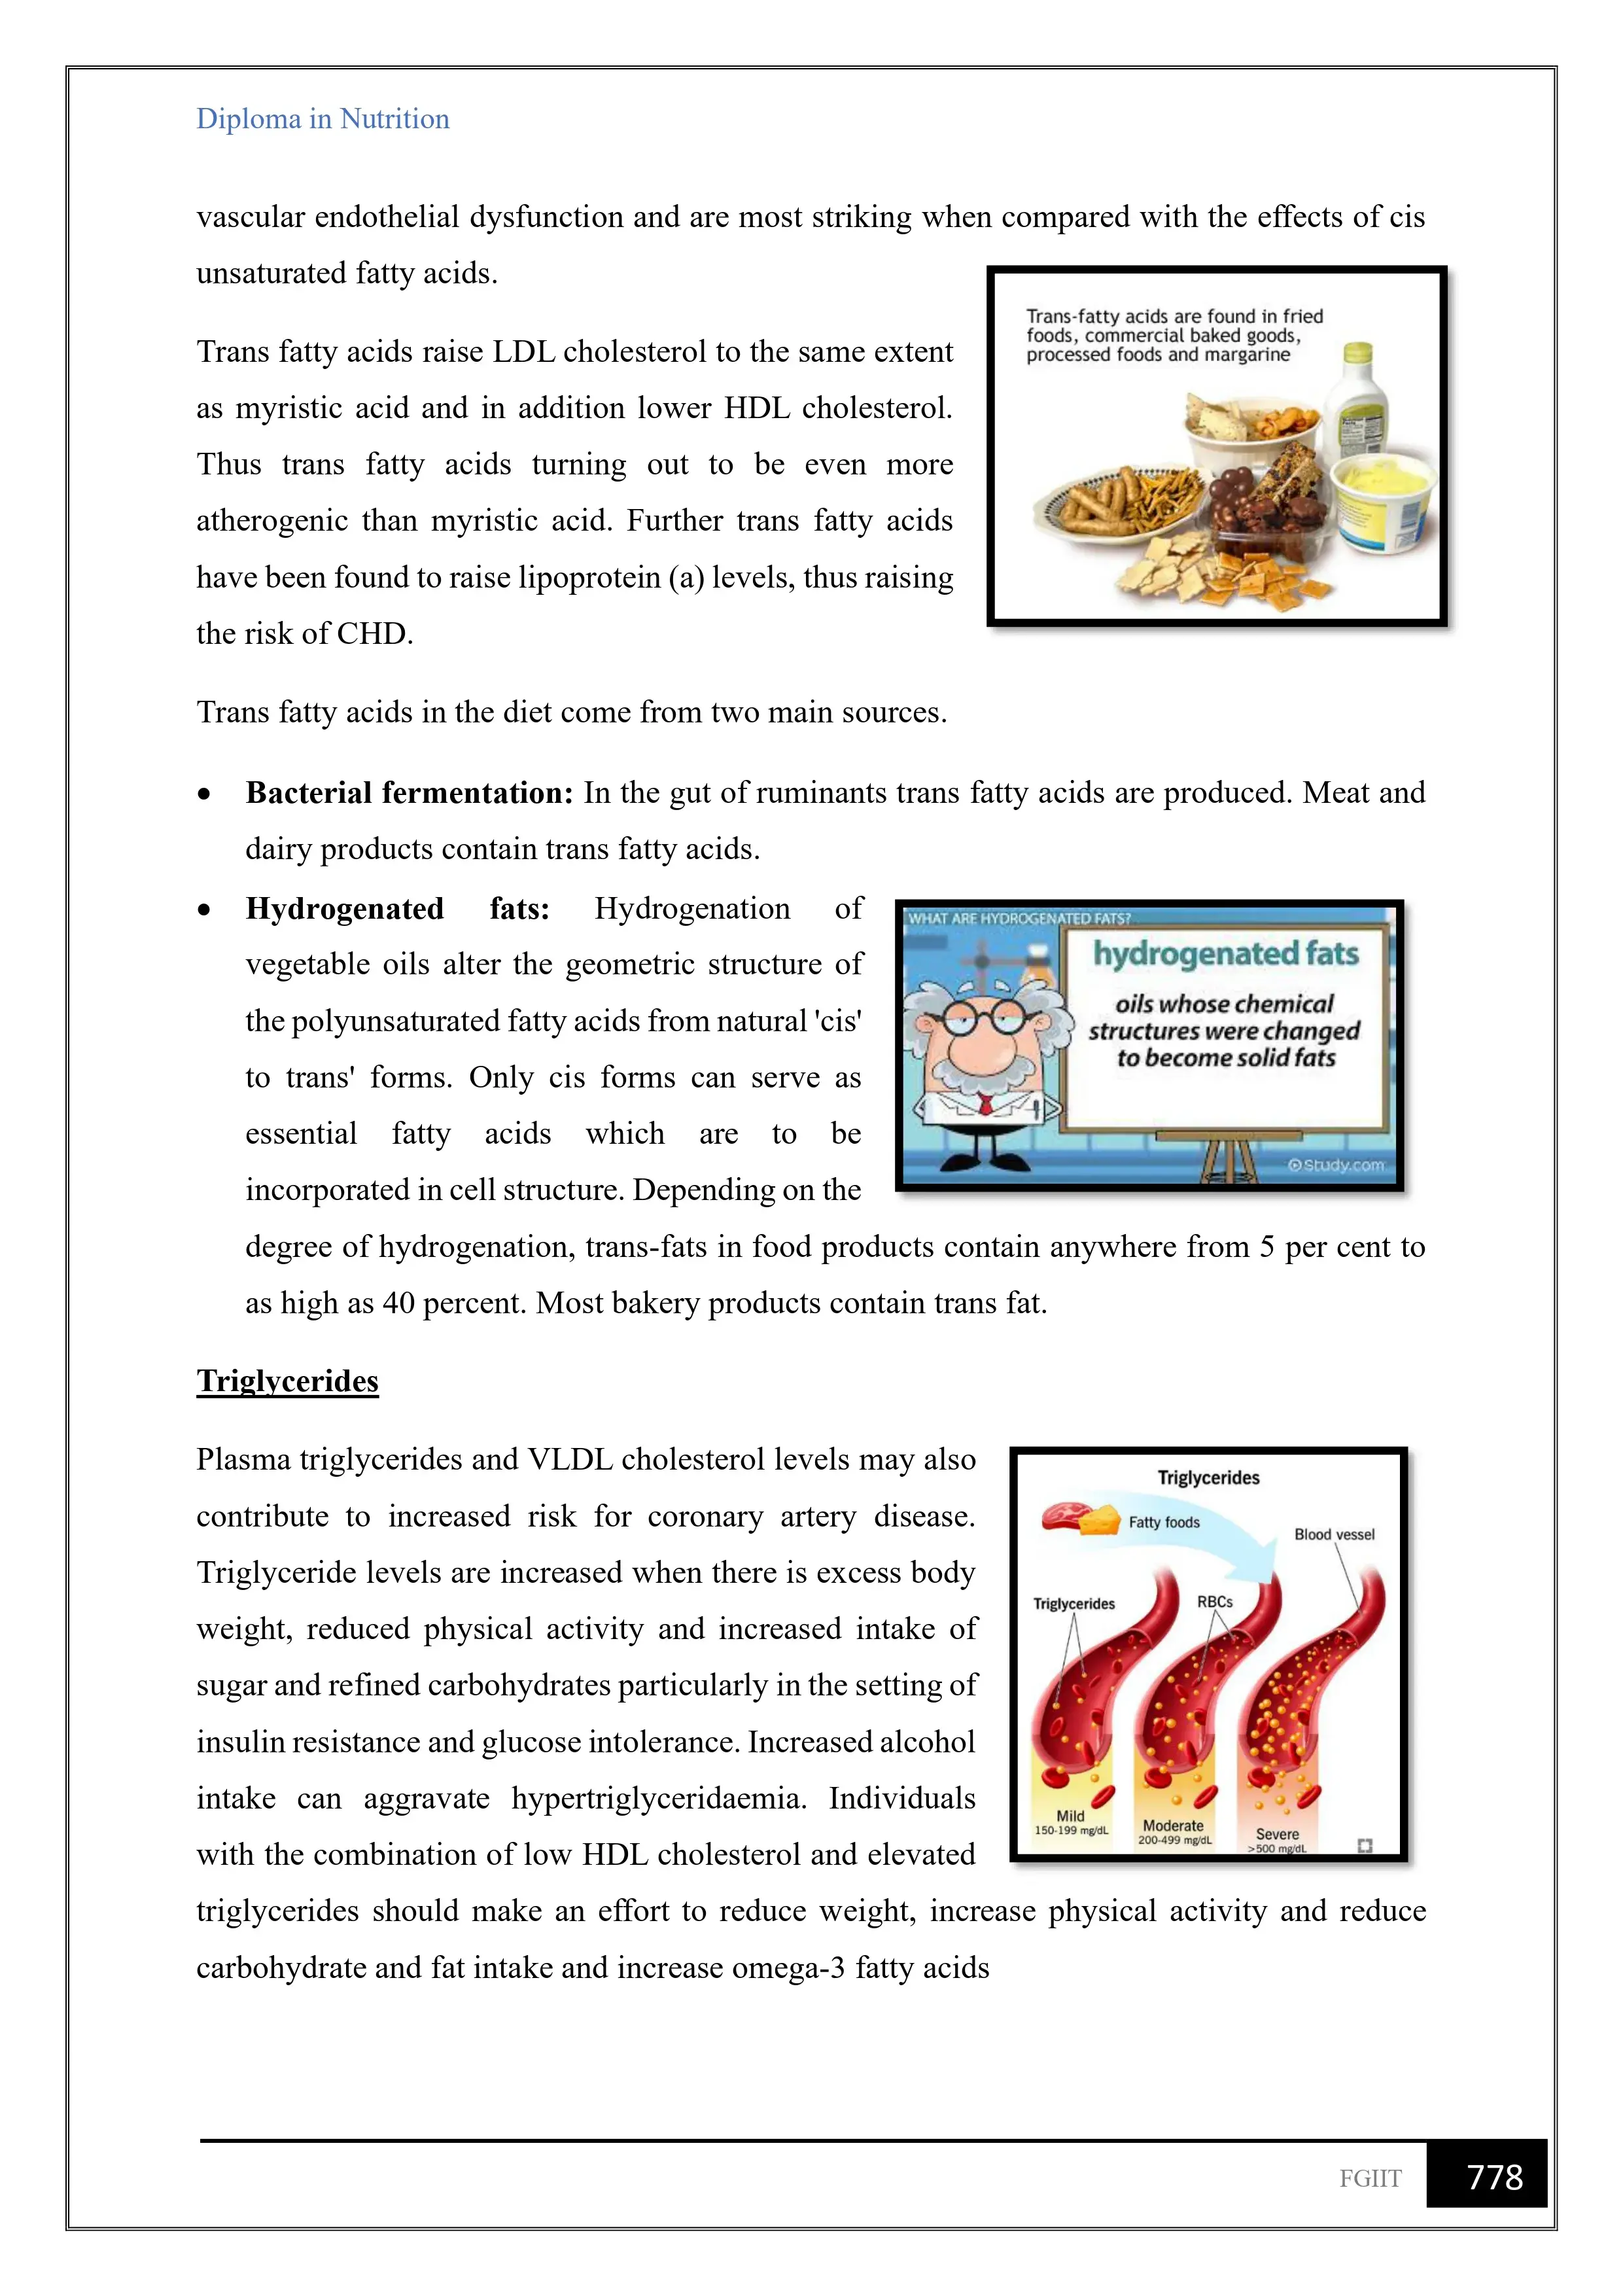 Diploma in Nutrition
vascular endothelial dysfunction and are most striking when compared with the effects of cis
unsaturated fatty acids.
Trans-fatty acids are found in fried
foods, commercial baked goods,
processed foods and margarine
Trans fatty acids raise LDL cholesterol to the same extent
as myristic acid and in addition lower HDL cholesterol.
Thus trans fatty acids turning out to be even more
atherogenic than myristic acid. Further trans fatty acids
have been found to raise lipoprotein (a) levels, thus raising
the risk of CHD.
Trans fatty acids in the diet come from two main sources.
• Bacterial fermentation: In the gut of ruminants trans fatty acids are produced. Meat and
dairy products contain trans fatty acids.
• Hydrogenated fats: Hydrogenation of
vegetable oils alter the geometric structure of
the polyunsaturated fatty acids from natural 'cis'
to trans' forms. Only cis forms can serve as
essential fatty acids which are to be
incorporated in cell structure. Depending on the
degree of hydrogenation, trans-fats in food products contain anywhere from 5 per cent to
as high as 40 percent. Most bakery products contain trans fat.
WHAT ARE HYDROGENATED FATS?
hydrogenated fats
oils whose chemical
structures were changed
to become solid fats
Study.com
Triglycerides
Plasma triglycerides and VLDL cholesterol levels may also
contribute to increased risk for coronary artery disease.
Triglyceride levels are increased when there is excess body
weight, reduced physical activity and increased intake of
sugar and refined carbohydrates particularly in the setting of
insulin resistance and glucose intolerance. Increased alcohol
intake can aggravate hypertriglyceridaemia. Individuals
with the combination of low HDL cholesterol and elevated
triglycerides should make an effort to reduce weight, increase physical activity and reduce
carbohydrate and fat intake and increase omega-3 fatty acids
Triglycerides
Fatty foods
Blood vessel
Triglycerides
RBCs
Mild
150-199 mg/dL
Moderate
200-499 mg/dL
Severe
>500 mg/dL
FGIIT
778